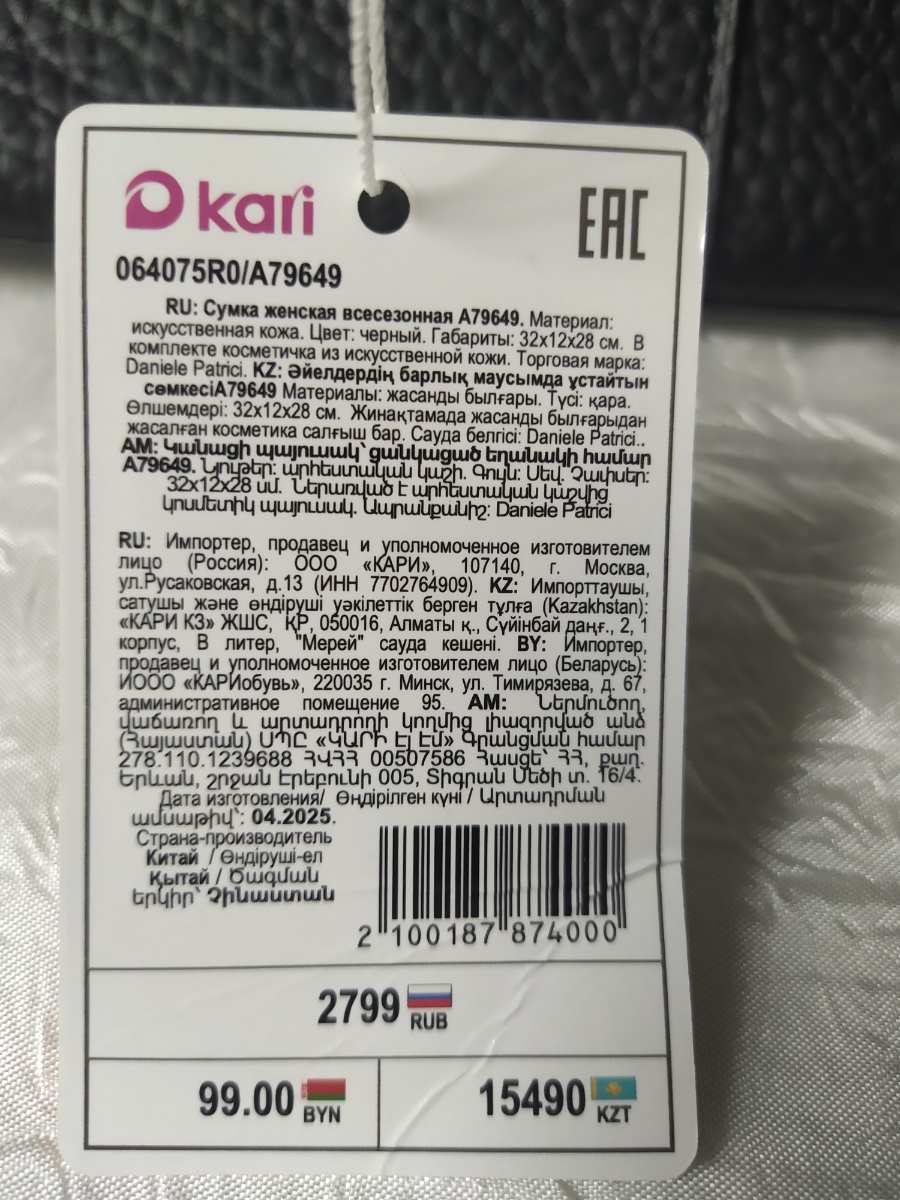 kari
EAC
064075R0/A79649
RU: Сумка женская всесезонная A79649. Материал:
искусственная кожа. Цвет: черный. Габариты: 32x12x28 см. В
комплекте косметичка из искусственной кожи. Торговая марка:
Daniele Patrici. KZ: Әйелдердің барлық маусымда ұстайтын
сөмкесіA79649 Материалы: жасанды былғары. Түсі: қара.
Өлшемдері: 32x12x28 см. Жинақтамада жасанды былғарыдан
жасалған косметика салғыш бар. Сауда белгісі: Daniele Patrici..
AM: Կանացի պայուսակ՝ ցանկացած եղանակի համար
A79649. Նյութեր: արհեստական կաշի. Գույն: Սեվ. Չափսեր:
32x12x28 սմ. Ներառված է արհեստական կաշվից
կոսմետիկ պայուսակ. Ապրանքանիշ: Daniele Patrici
RU: Импортер, продавец и уполномоченное изготовителем
лицо (Россия): ООО «КАРИ», 107140, г. Москва,
ул.Русаковская, д.13 (ИНН 7702764909). KZ: Импорттаушы,
сатушы және өндіруші уәкілеттік берген тұлға (Kazakhstan):
«КАРИ КЗ» ЖШС, ҚР, 050016, Алматы қ., Сүйінбай даңғ., 2, 1
корпус, В литер, "Мерей" сауда кешені. BY: Импортер,
продавец и уполномоченное изготовителем лицо (Беларусь):
ИООО «КАРИобувь», 220035 г. Минск, ул. Тимирязева, д. 67,
административное помещение 95. AM: Ներմուծող,
վաճառող և արտադրողի կողմից լիազորված անձ
(Հայաստան) ՍՊԸ «ԿԱՐԻ ԷՅ ԷՄ» Գրանցման համար
278.110.1239688 ՀՎՀՀ 00507586 Հասցե՝ ՀՀ, քաղ.
Երևան, շրջան Էրեբունի 005, Տիգրան Մեծի տ. 16/4.
Дата изготовления/ Өндірілген күні / Արտադրման
ամսաթիվ՝: 04.2025.
Страна-производитель
Китай / Өндіруші-ел
Қытай / Ծագման
երկիր՝ Չինաստան
2 100187 874000
2799 RUB
99.00 BYN
15490 KZT